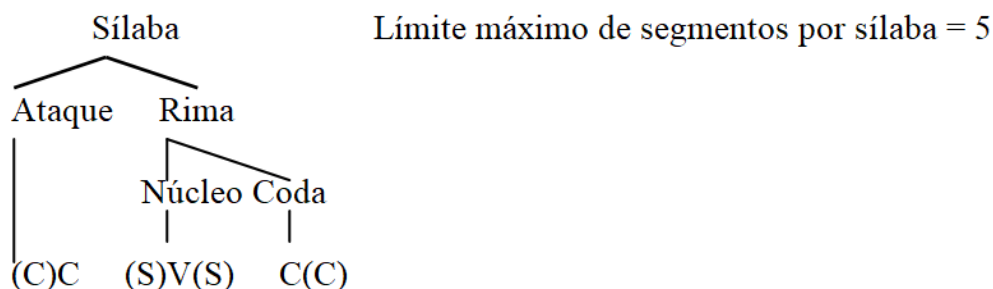 Sílaba Límite máximo de segmentos por sílaba = 5
Ataque Rima
Núcleo Coda
(C)C (S)V(S) C(C)